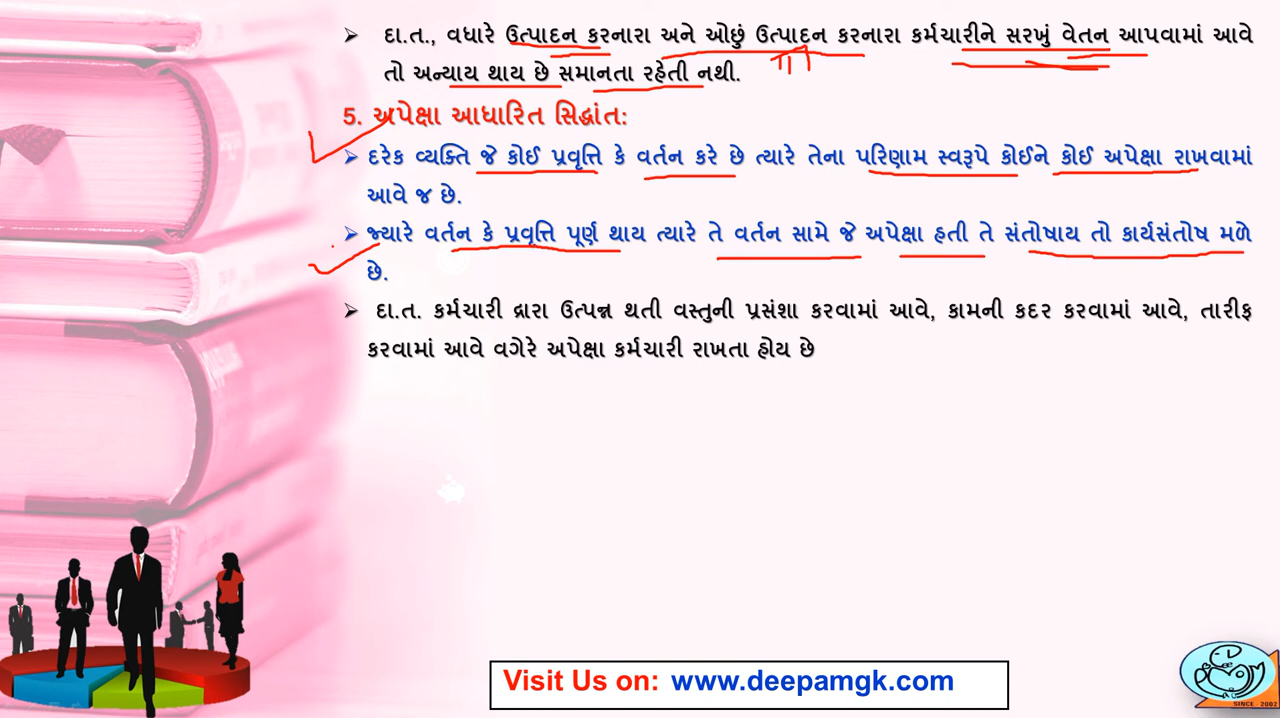 ➢ દા.ત., વધારે ઉત્પાદન કરનારા અને ઓછું ઉત્પાદન કરનારા કર્મચારીને સરખું વેતન આપવામાં આવે
તો અન્યાય થાય છે સમાનતા રહેતી નથી.
5. અપેક્ષા આધારિત સિદ્ધાંત:
➢ દરેક વ્યક્તિ જે કોઈ પ્રવૃત્તિ કે વર્તન કરે છે ત્યારે તેના પરિણામ સ્વરૂપે કોઈને કોઈ અપેક્ષા રાખવામાં
આવે જ છે.
➢ જ્યારે વર્તન કે પ્રવૃત્તિ પૂર્ણ થાય ત્યારે તે વર્તન સામે જે અપેક્ષા હતી તે સંતોષાય તો કાર્યસંતોષ મળે
છે.
➢ દા.ત. કર્મચારી દ્રારા ઉત્પન્ન થતી વસ્તુની પ્રસંશા કરવામાં આવે, કામની કદર કરવામાં આવે, તારીફ
કરવામાં આવે વગેરે અપેક્ષા કર્મચારી રાખતા હોય છે
Visit Us on: www.deepamgk.com
SINCE - 2002